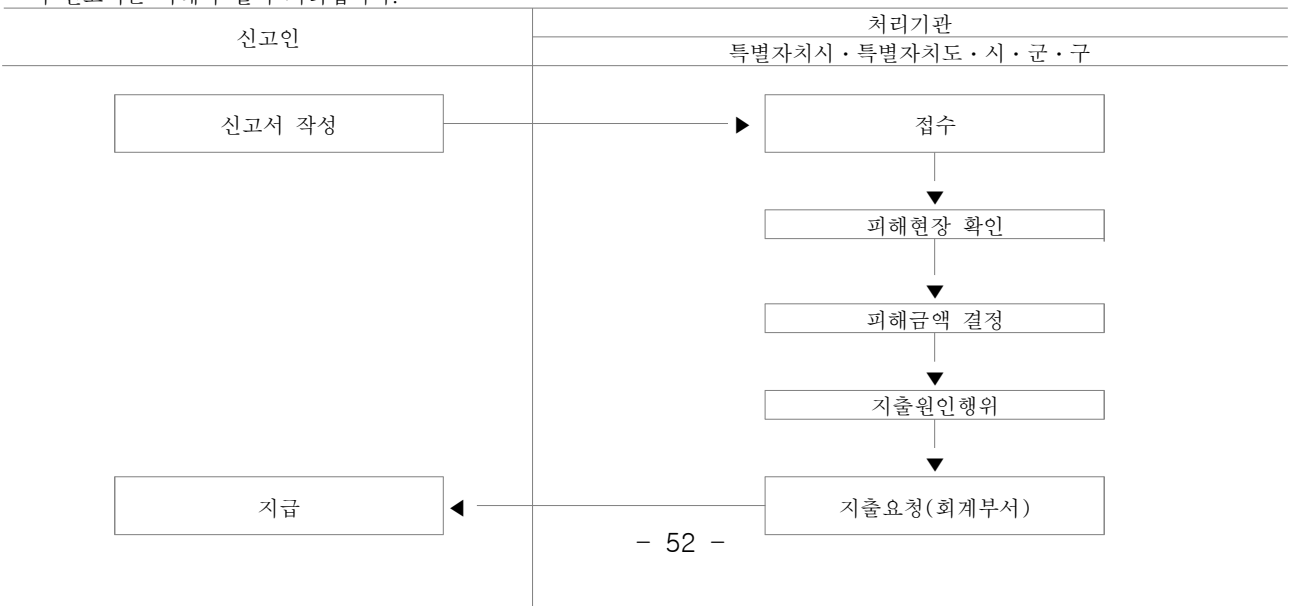 신고인
처리기관
특별자치시・특별자치도・시・군・구
신고서 작성
접수
피해현장 확인
피해금액 결정
지출원인행위
지급
지출요청(회계부서)
- 52 -